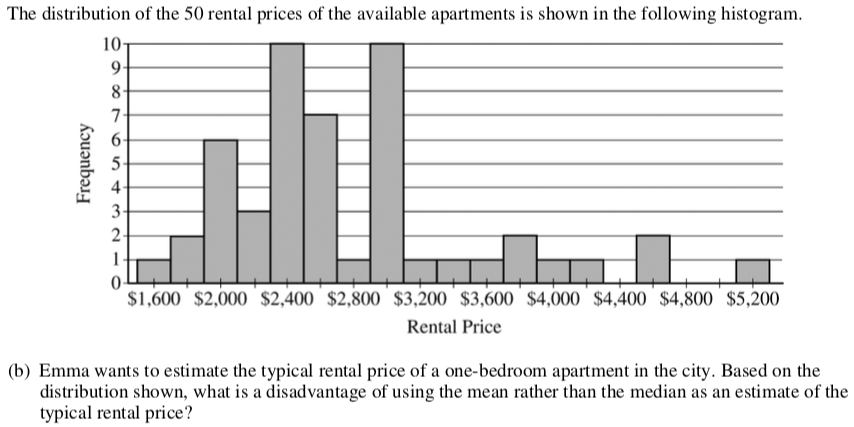 The distribution of the 50 rental prices of the available apartments is shown in the following histogram.
10
9
8
7
6
5
4
3
2
1
0
Frequency
$1,600 $2,000 $2,400 $2,800 $3,200 $3,600 $4,000 $4,400 $4,800 $5,200
Rental Price
(b) Emma wants to estimate the typical rental price of a one-bedroom apartment in the city. Based on the
distribution shown, what is a disadvantage of using the mean rather than the median as an estimate of the
typical rental price?